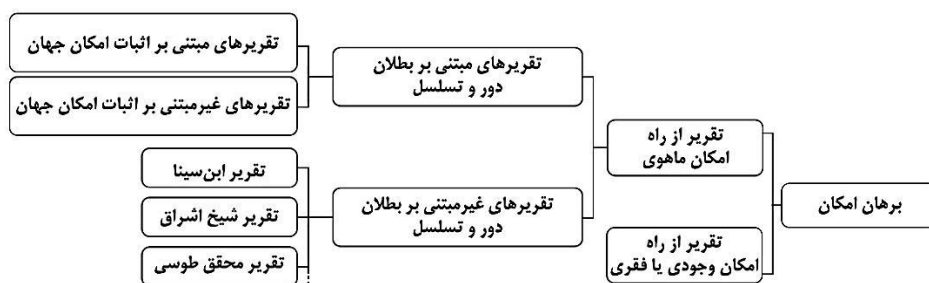 برهان امکان
تقریر از راه
امکان ماهوی
تقریرهای مبتنی بر بطلان
دور و تسلسل
تقریرهای مبتنی بر اثبات امکان جهان
تقریرهای غیرمبتنی بر اثبات امکان جهان
تقریرهای غیرمبتنی بر بطلان
دور و تسلسل
تقریر ابن‌سینا
تقریر شیخ اشراق
تقریر محقق طوسی
تقریر از راه
امکان وجودی یا فقری